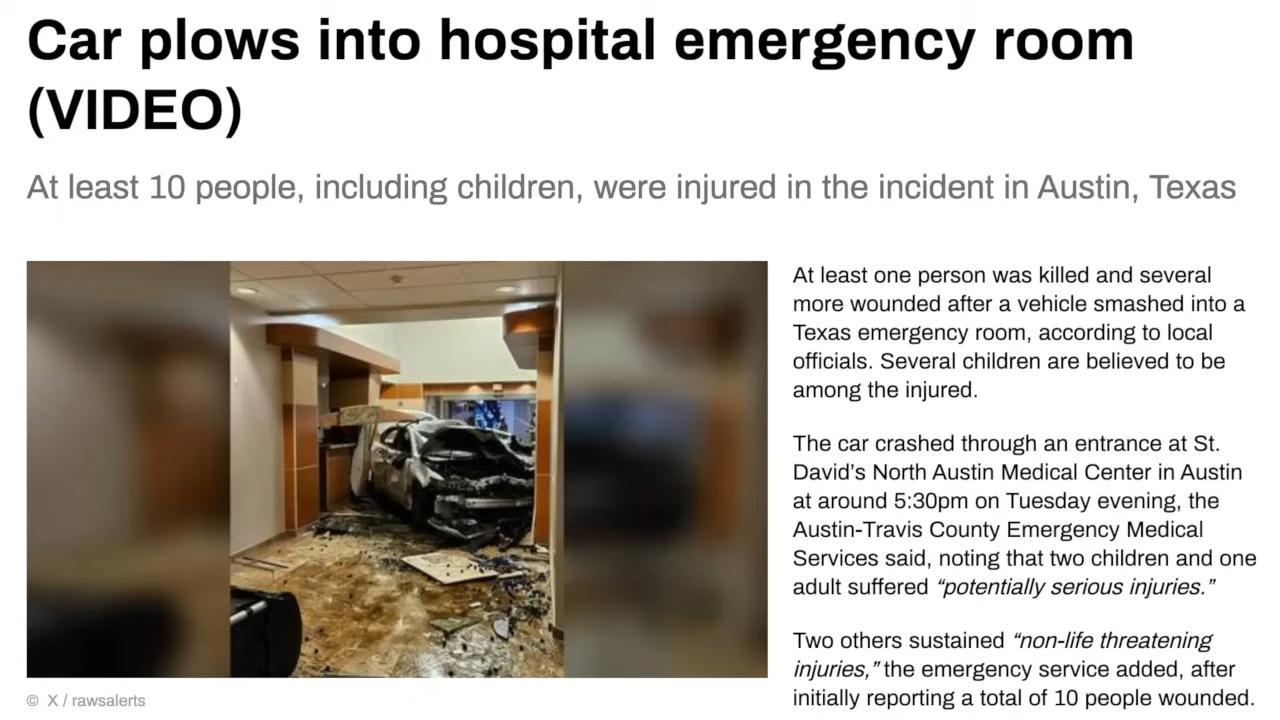 Car plows into hospital emergency room
(VIDEO)
At least 10 people, including children, were injured in the incident in Austin, Texas
At least one person was killed and several
more wounded after a vehicle smashed into a
Texas emergency room, according to local
officials. Several children are believed to be
among the injured.
The car crashed through an entrance at St.
David’s North Austin Medical Center in Austin
at around 5:30pm on Tuesday evening, the
Austin-Travis County Emergency Medical
Services said, noting that two children and one
adult suffered “potentially serious injuries.”
Two others sustained “non-life threatening
injuries,” the emergency service added, after
initially reporting a total of 10 people wounded.
© X / rawsalerts